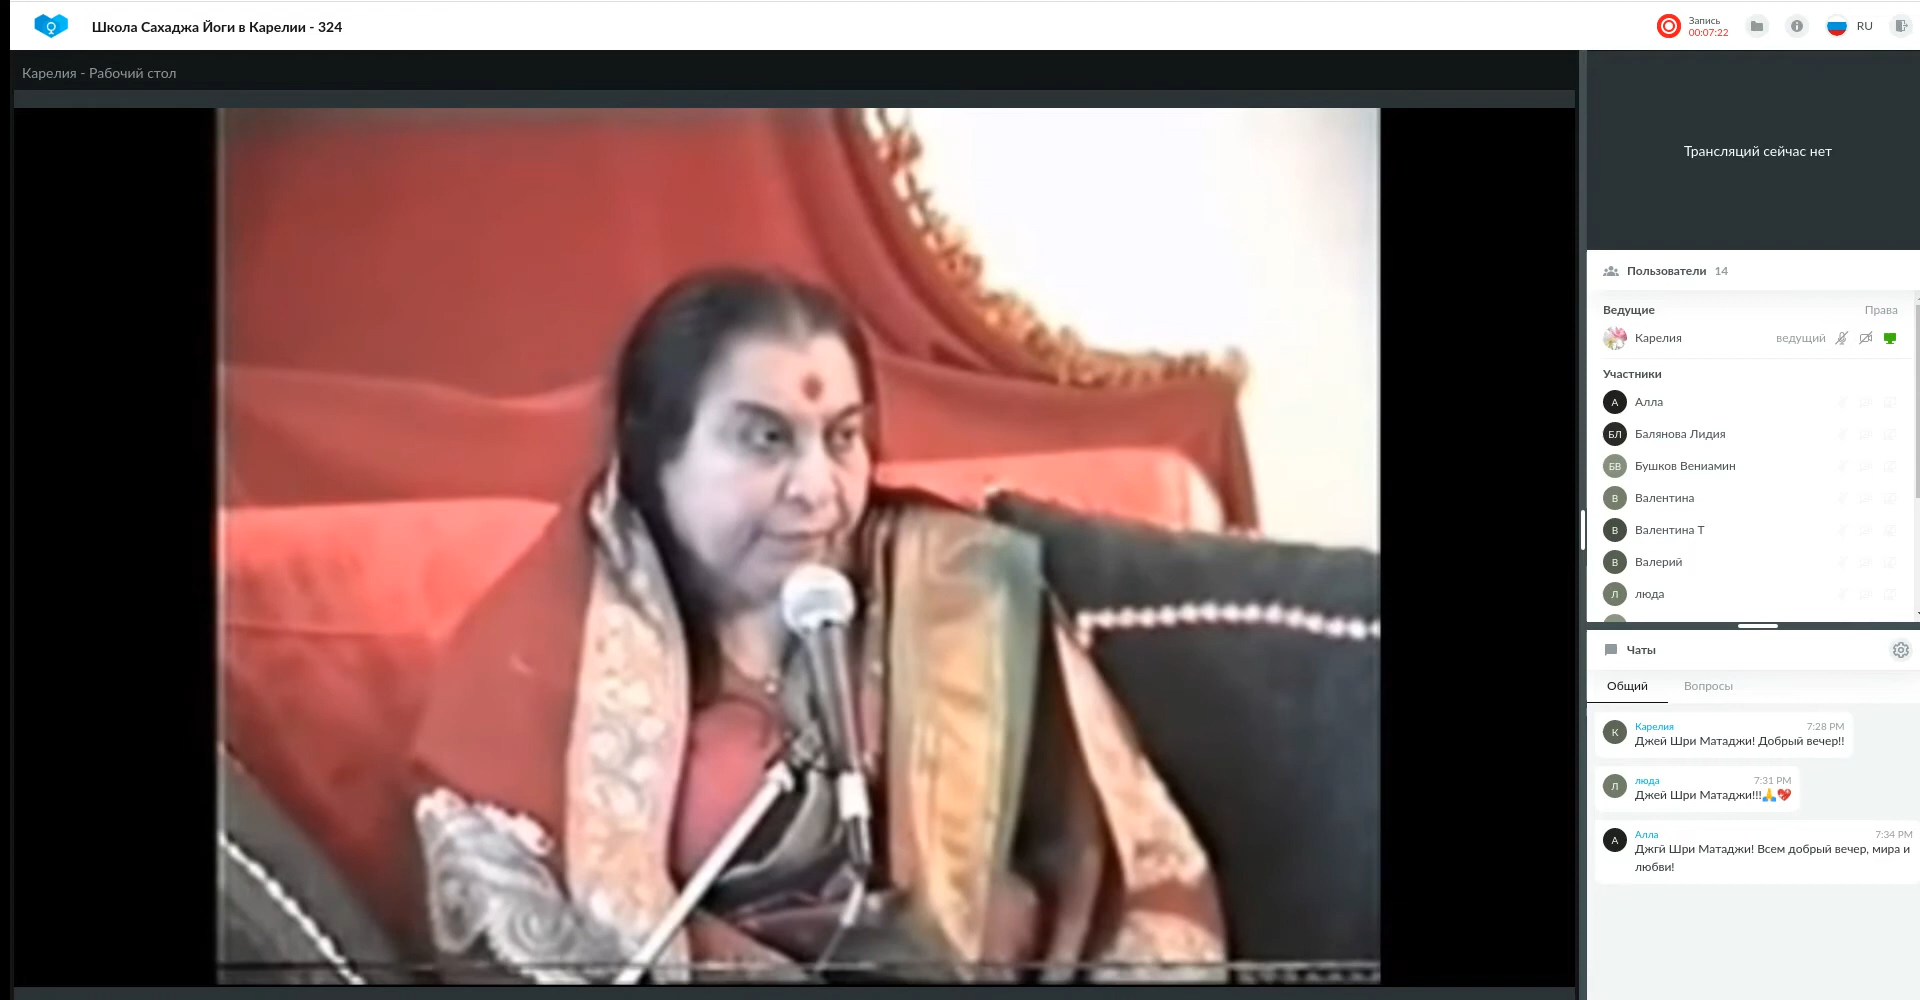 Школа Сахаджа Йоги в Карелии - 324
Запись
00:07:22
RU
Карелия - Рабочий стол
Трансляций сейчас нет
Пользователи 14
Ведущие Права
Карелия ведущий
Участники
А Алла
БЛ Балянова Лидия
БВ Бушков Вениамин
В Валентина
В Валентина Т
В Валерий
Л люда
Чаты
Общий Вопросы
К Карелия 7:28 PM
Джей Шри Матаджи! Добрый вечер!!
Л люда 7:31 PM
Джей Шри Матаджи!!!🙏💖
А Алла 7:34 PM
Джгй Шри Матаджи! Всем добрый вечер, мира и
любви!